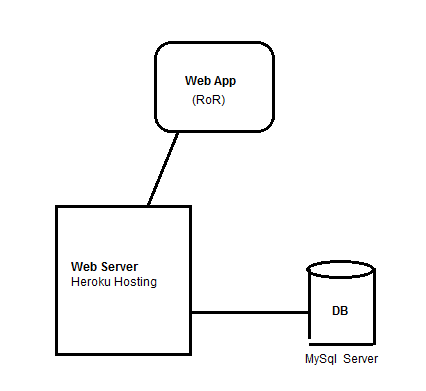 Web App
(RoR)
Web Server
Heroku Hosting
DB
MySql Server